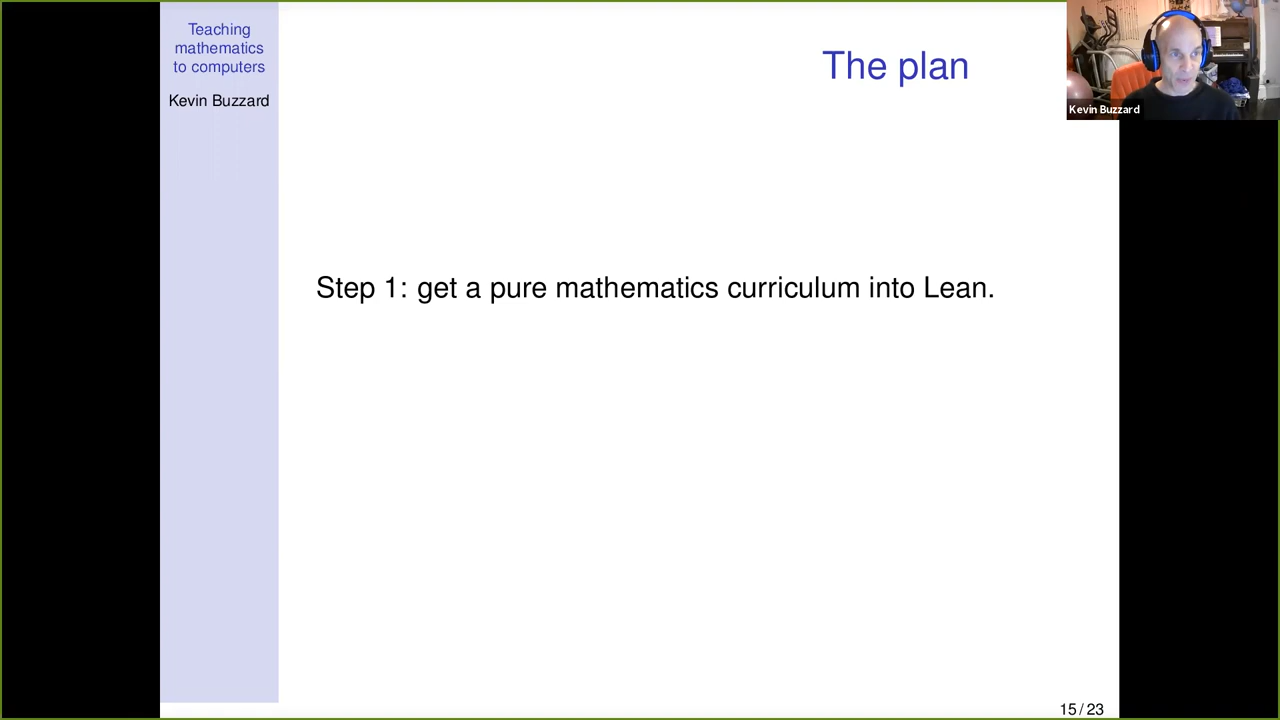 Teaching
mathematics
to computers
Kevin Buzzard
The plan
Kevin Buzzard
Step 1: get a pure mathematics curriculum into Lean.
15 / 23